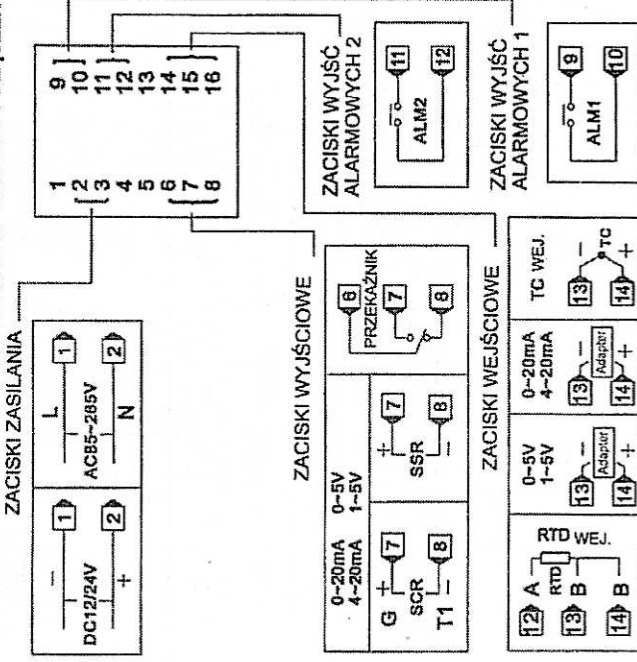 ZACISKI ZASILANIA
DC12/24V
−
1
+
2
AC85~265V
L
1
N
2
1 9
2 10
3 11
4 12
5 13
6 14
7 15
8 16
ZACISKI WYJŚCIOWE
0~20mA
4~20mA
0~5V
1~5V
G + 7
SCR
T1 − 8
+ 7
SSR
− 8
6
PRZEKAŹNIK
7
8
ZACISKI WYJŚĆ
ALARMOWYCH 2
11
ALM2
12
ZACISKI WYJŚĆ
ALARMOWYCH 1
9
ALM1
10
ZACISKI WEJŚCIOWE
RTD WEJ.
12 A
RTD
13 B
14 B
0~5V
1~5V
13 −
Adapter
14 +
0~20mA
4~20mA
13 −
Adapter
14 +
TC WEJ.
13 −
TC
14 +